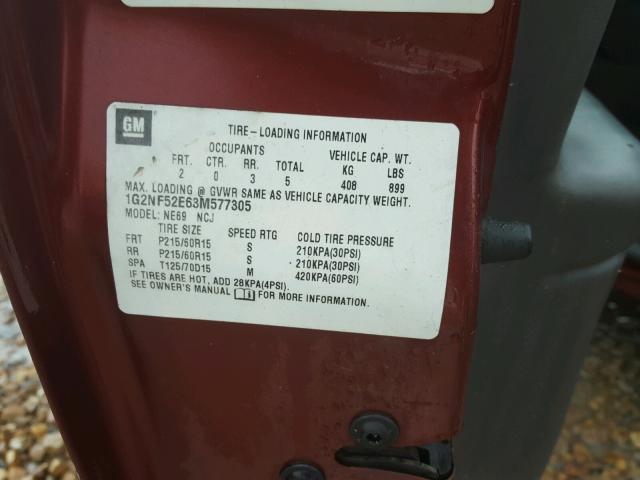 GM
TIRE-LOADING INFORMATION
OCCUPANTS VEHICLE CAP. WT.
FRT. CTR. RR. TOTAL KG LBS
2 0 3 5 408 899
MAX. LOADING @ GVWR SAME AS VEHICLE CAPACITY WEIGHT.
1G2NF52E63M577305
MODEL: NE69 NCJ
TIRE SIZE SPEED RTG COLD TIRE PRESSURE
FRT P215/60R15 S 210KPA(30PSI)
RR P215/60R15 S 210KPA(30PSI)
SPA T125/70D15 M 420KPA(60PSI)
IF TIRES ARE HOT, ADD 28KPA(4PSI).
SEE OWNER'S MANUAL FOR MORE INFORMATION.